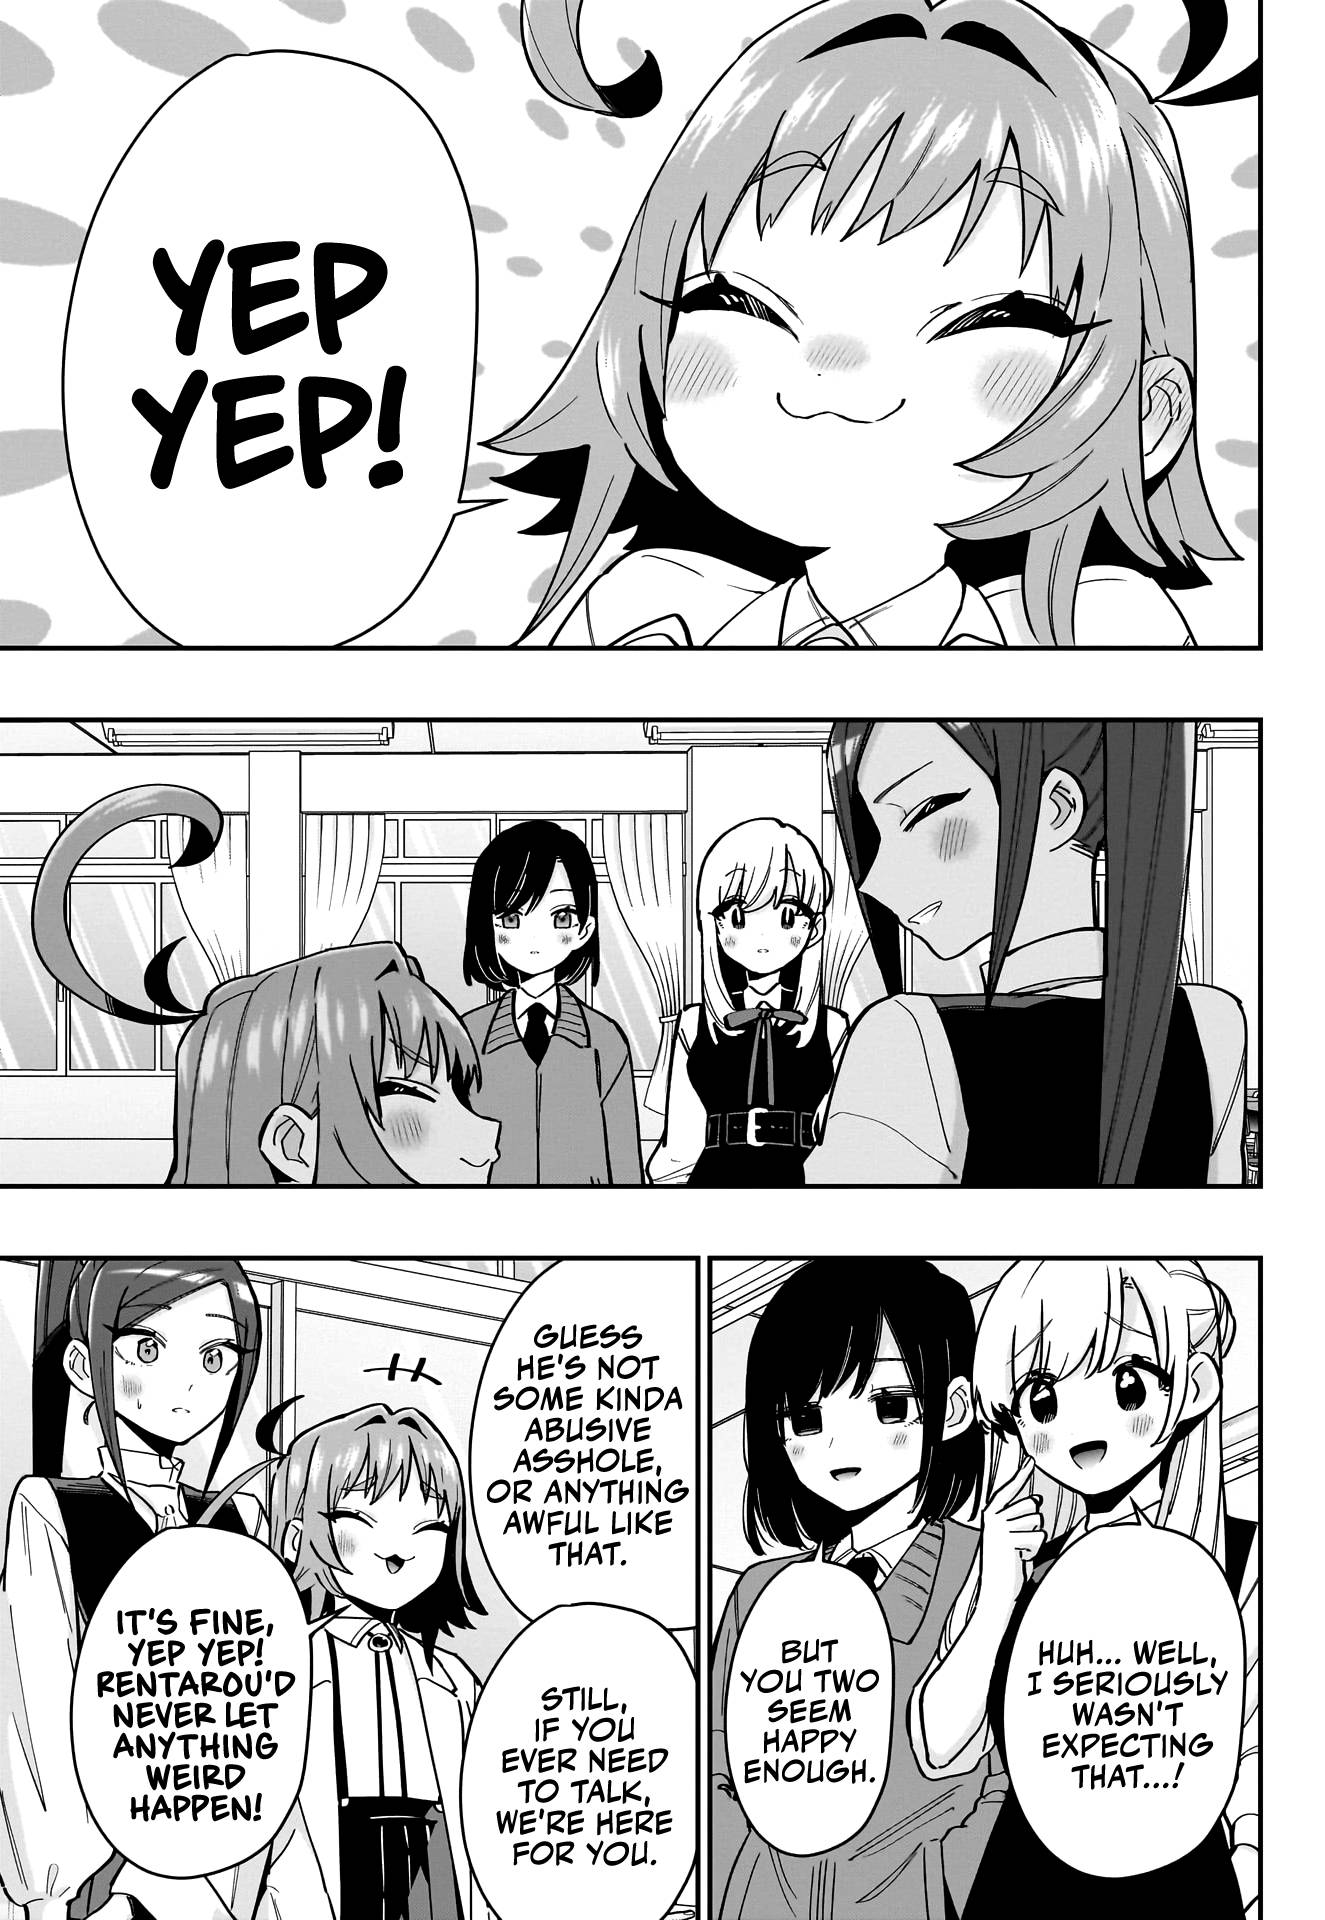 YEP
YEP!
HUH... WELL,
I SERIOUSLY
WASN'T
EXPECTING
THAT...!
BUT
YOU TWO
SEEM
HAPPY
ENOUGH.
GUESS
HE'S NOT
SOME KINDA
ABUSIVE
ASSHOLE,
OR ANYTHING
AWFUL LIKE
THAT.
STILL,
IF YOU
EVER NEED
TO TALK,
WE'RE HERE
FOR YOU.
IT'S FINE,
YEP YEP!
RENTAROU'D
NEVER LET
ANYTHING
WEIRD
HAPPEN!